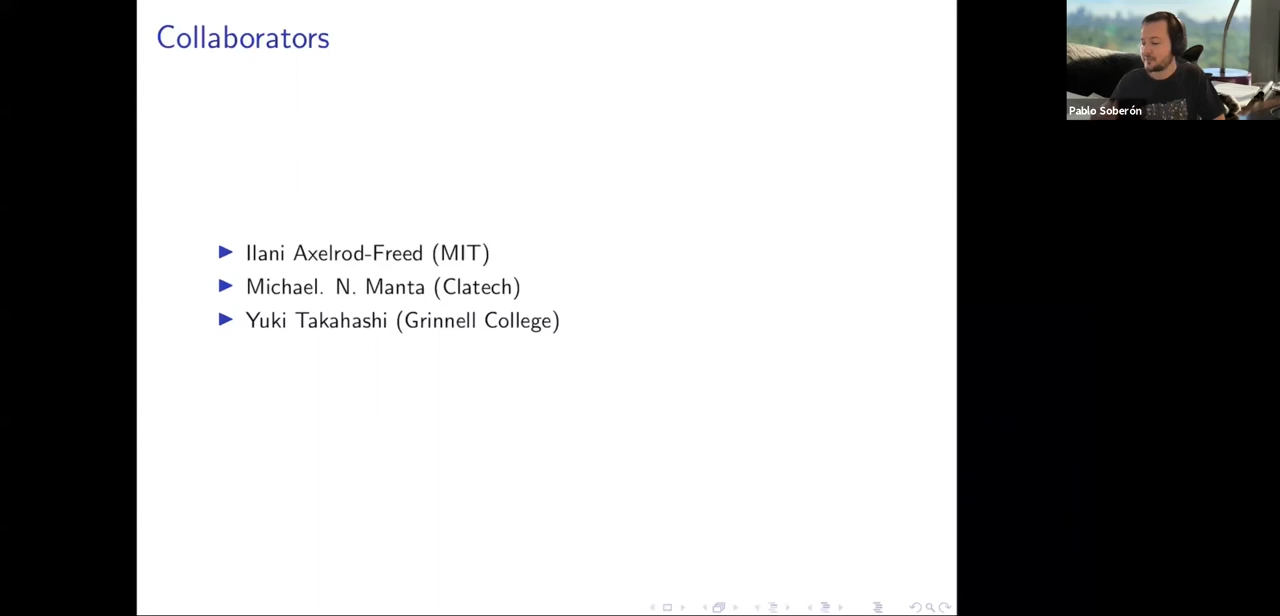 Collaborators
Ilani Axelrod-Freed (MIT)
Michael. N. Manta (Clatech)
Yuki Takahashi (Grinnell College)
Pablo Soberón